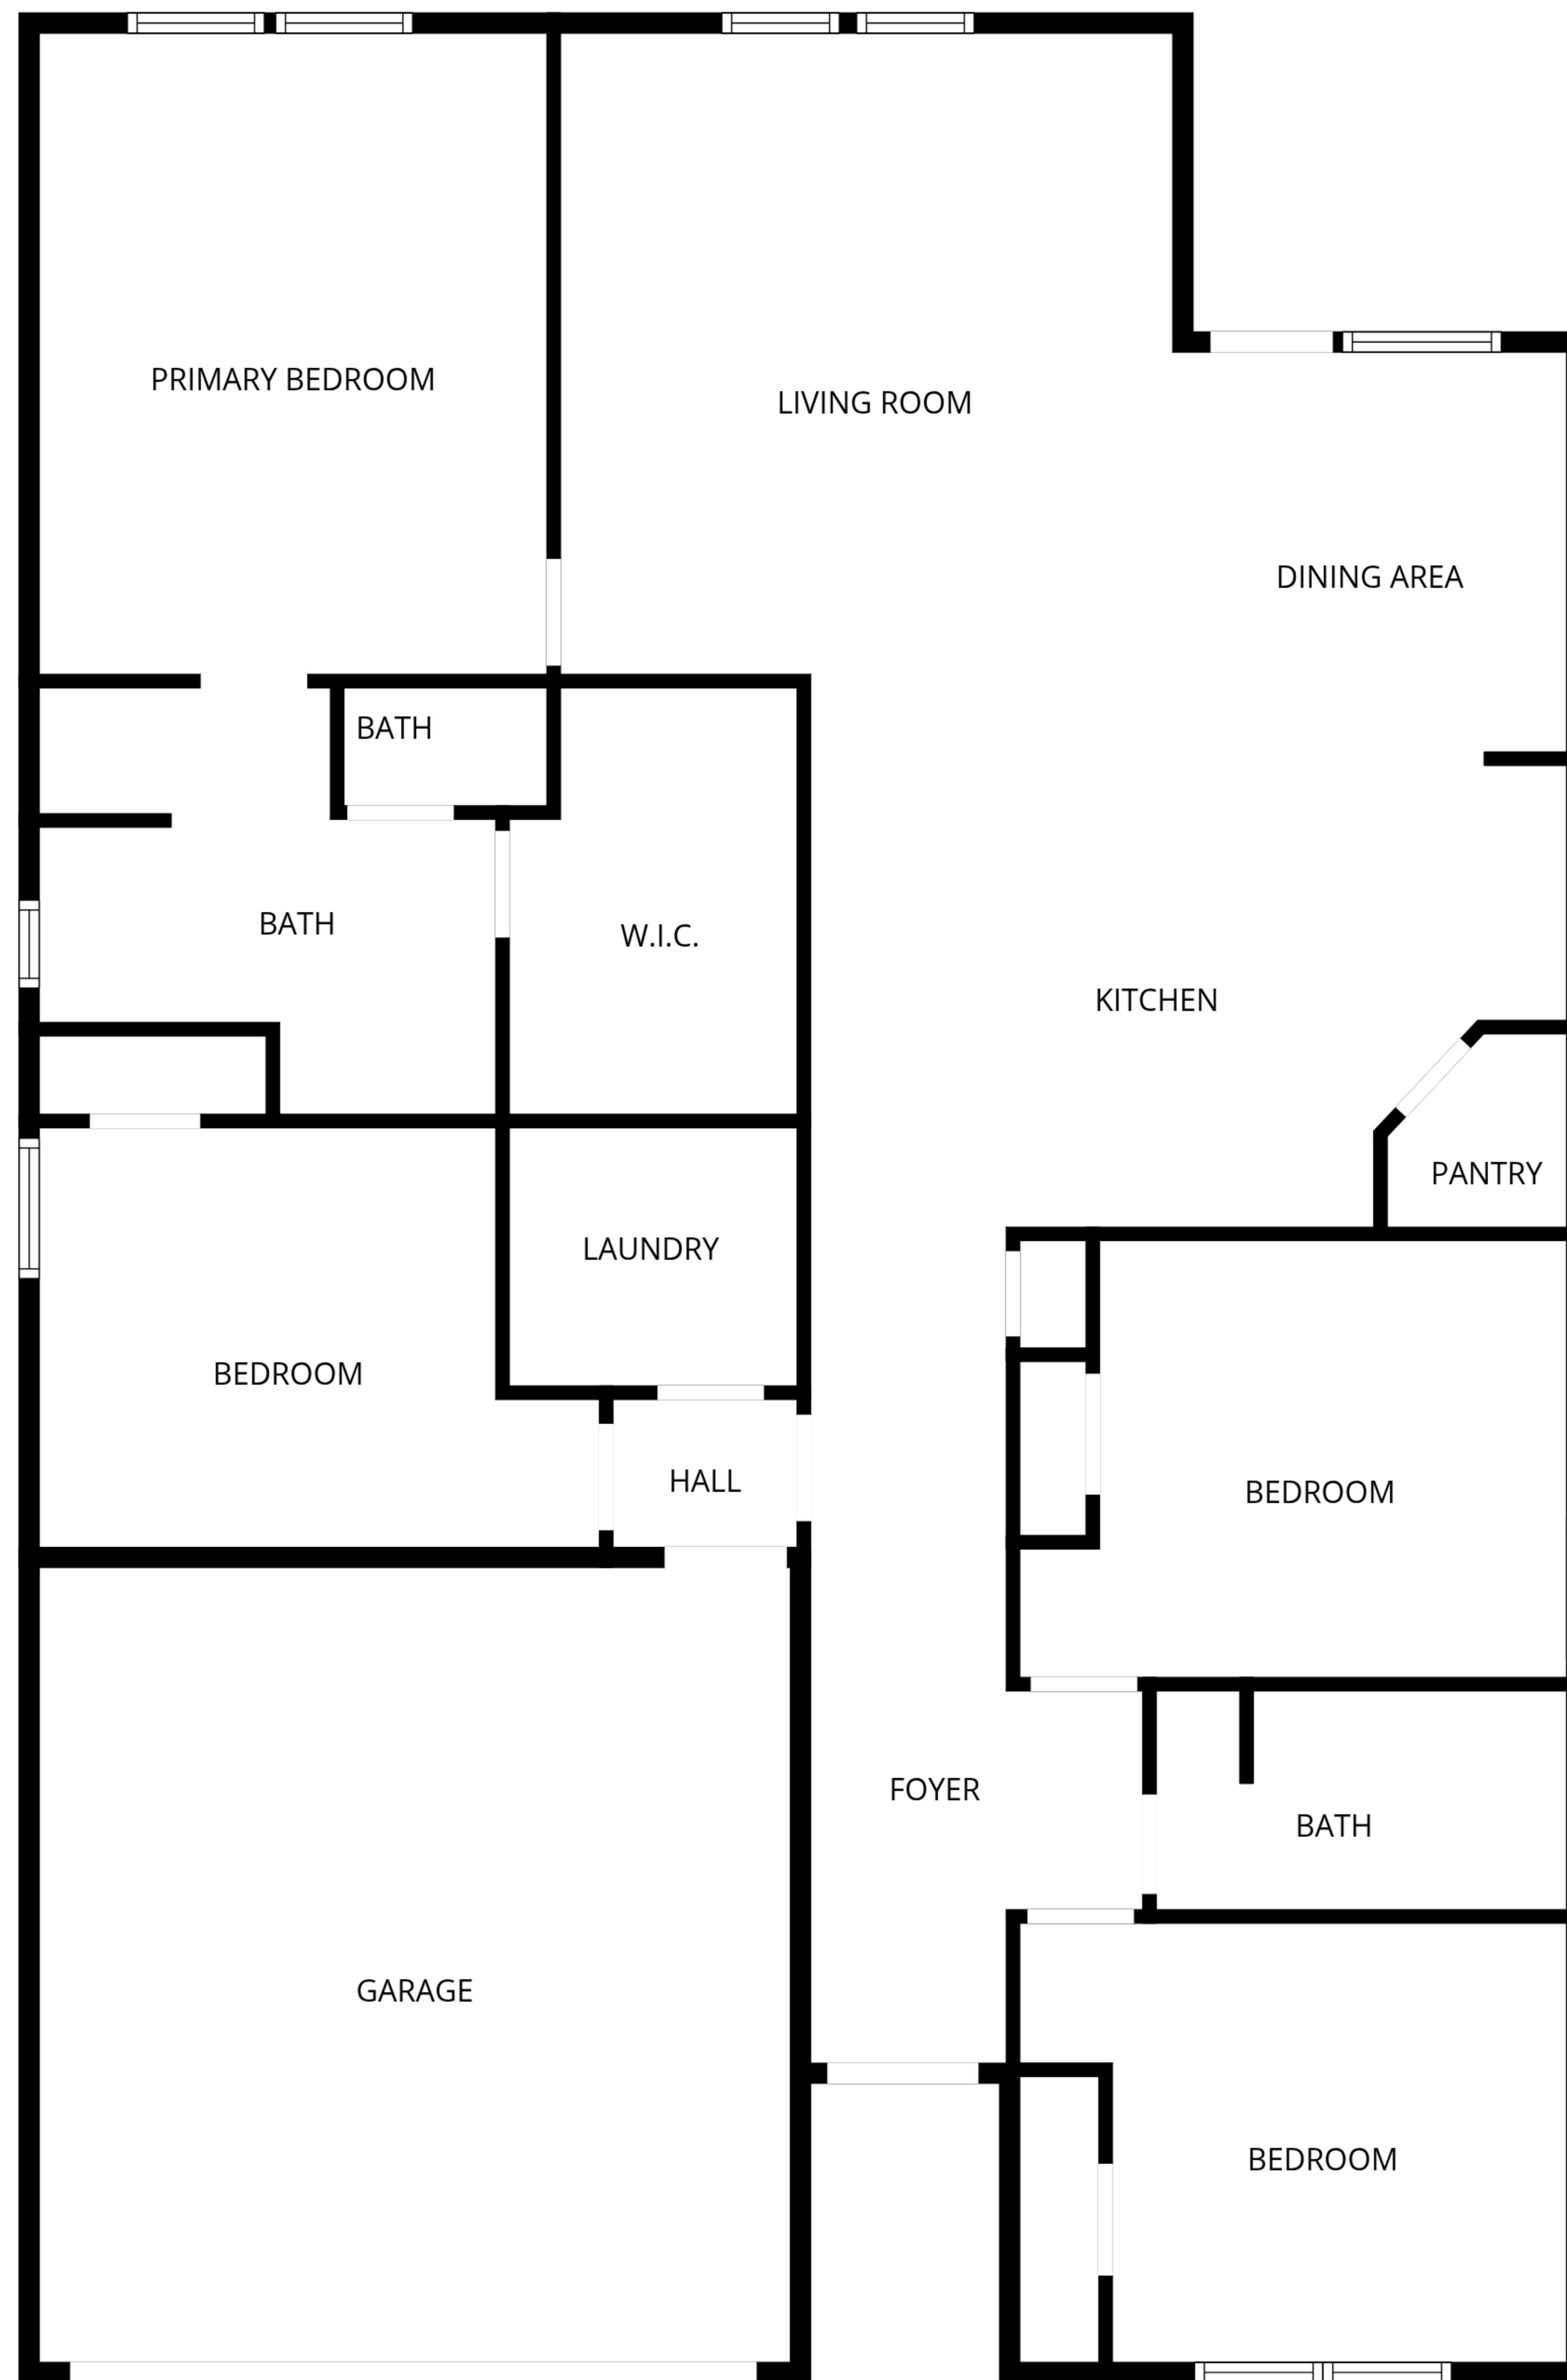 PRIMARY BEDROOM
LIVING ROOM
DINING AREA
BATH
BATH
W.I.C.
KITCHEN
PANTRY
LAUNDRY
BEDROOM
HALL
BEDROOM
FOYER
BATH
GARAGE
BEDROOM